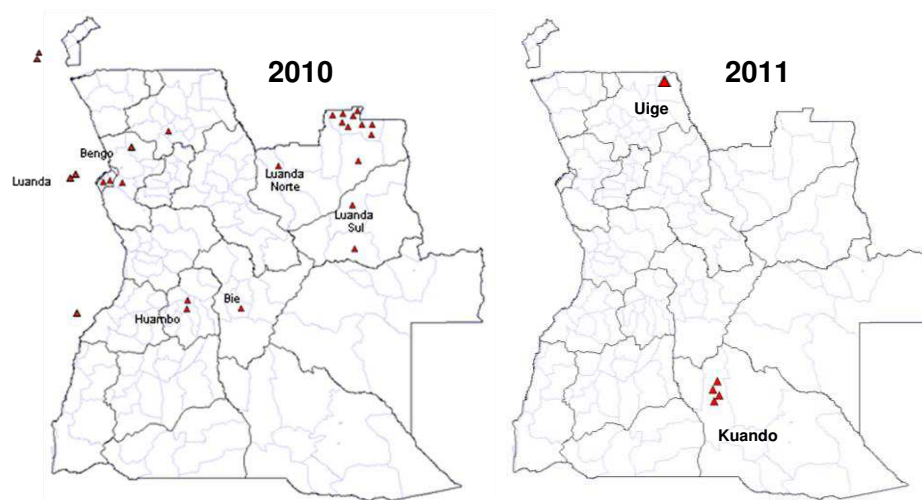 2010
Bengo
Luanda
Luanda
Norte
Luanda
Sul
Bie
Huambo
2011
Uige
Kuando